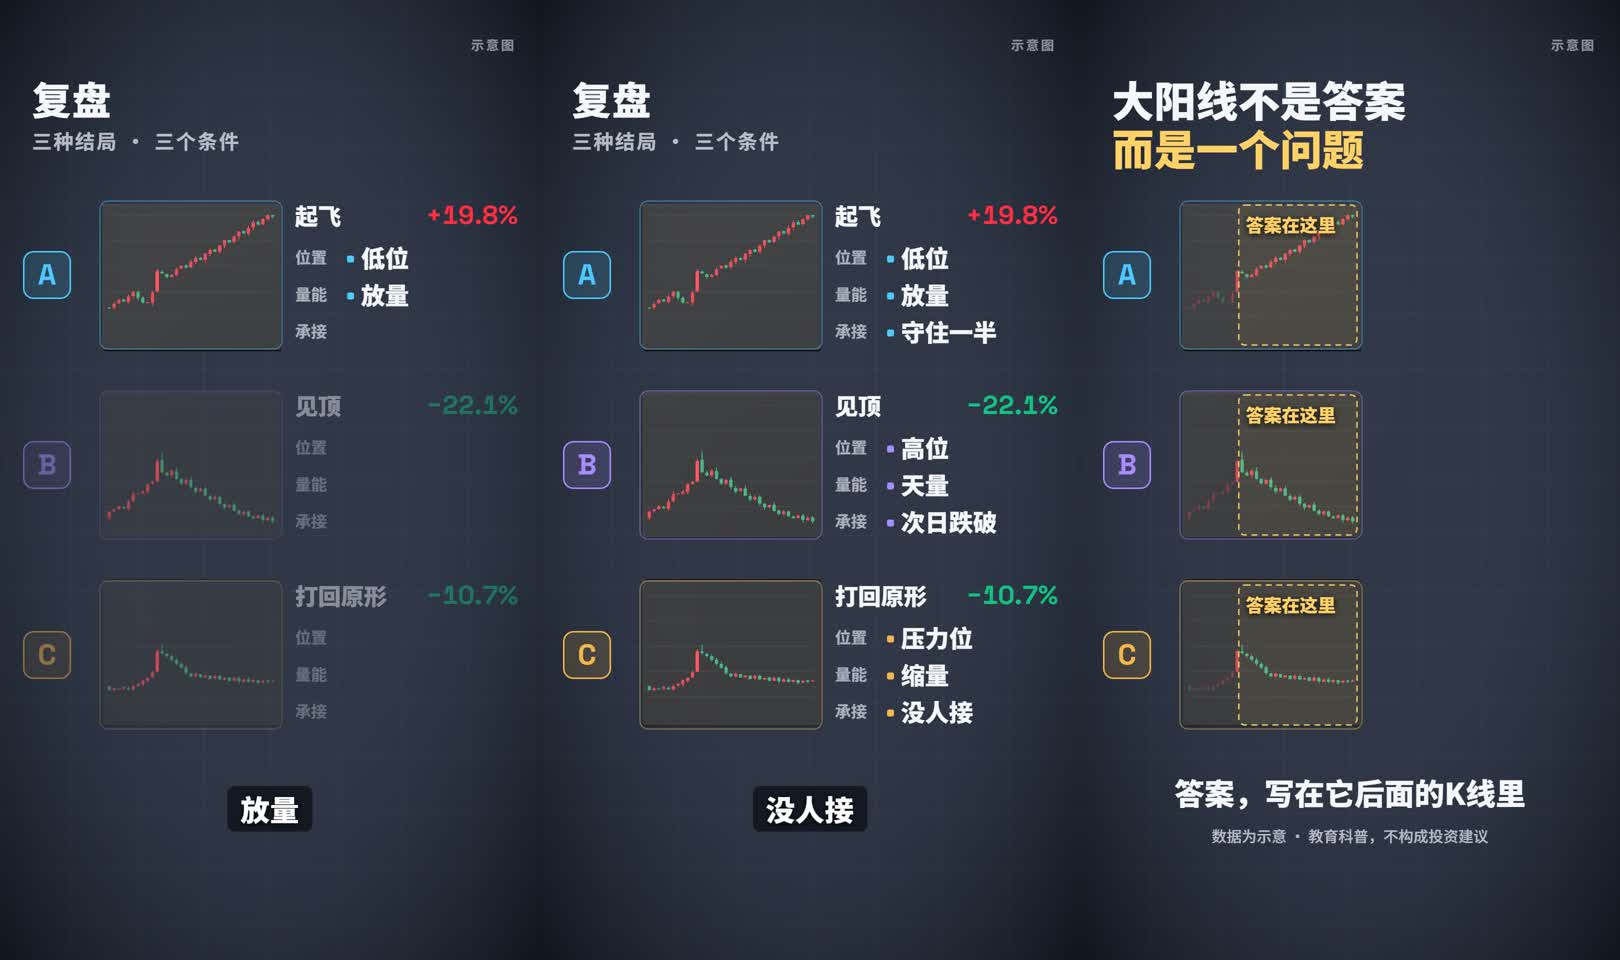 示意图
复盘
三种结局 · 三个条件
A
起飞 +19.8%
位置 低位
量能 放量
承接
B
见顶 -22.1%
位置
量能
承接
C
打回原形 -10.7%
位置
量能
承接
放量
示意图
复盘
三种结局 · 三个条件
A
起飞 +19.8%
位置 低位
量能 放量
承接 守住一半
B
见顶 -22.1%
位置 高位
量能 天量
承接 次日跌破
C
打回原形 -10.7%
位置 压力位
量能 缩量
承接 没人接
没人接
示意图
大阳线不是答案
而是一个问题
A
答案在这里
B
答案在这里
C
答案在这里
答案，写在它后面的K线里
数据为示意 · 教育科普，不构成投资建议